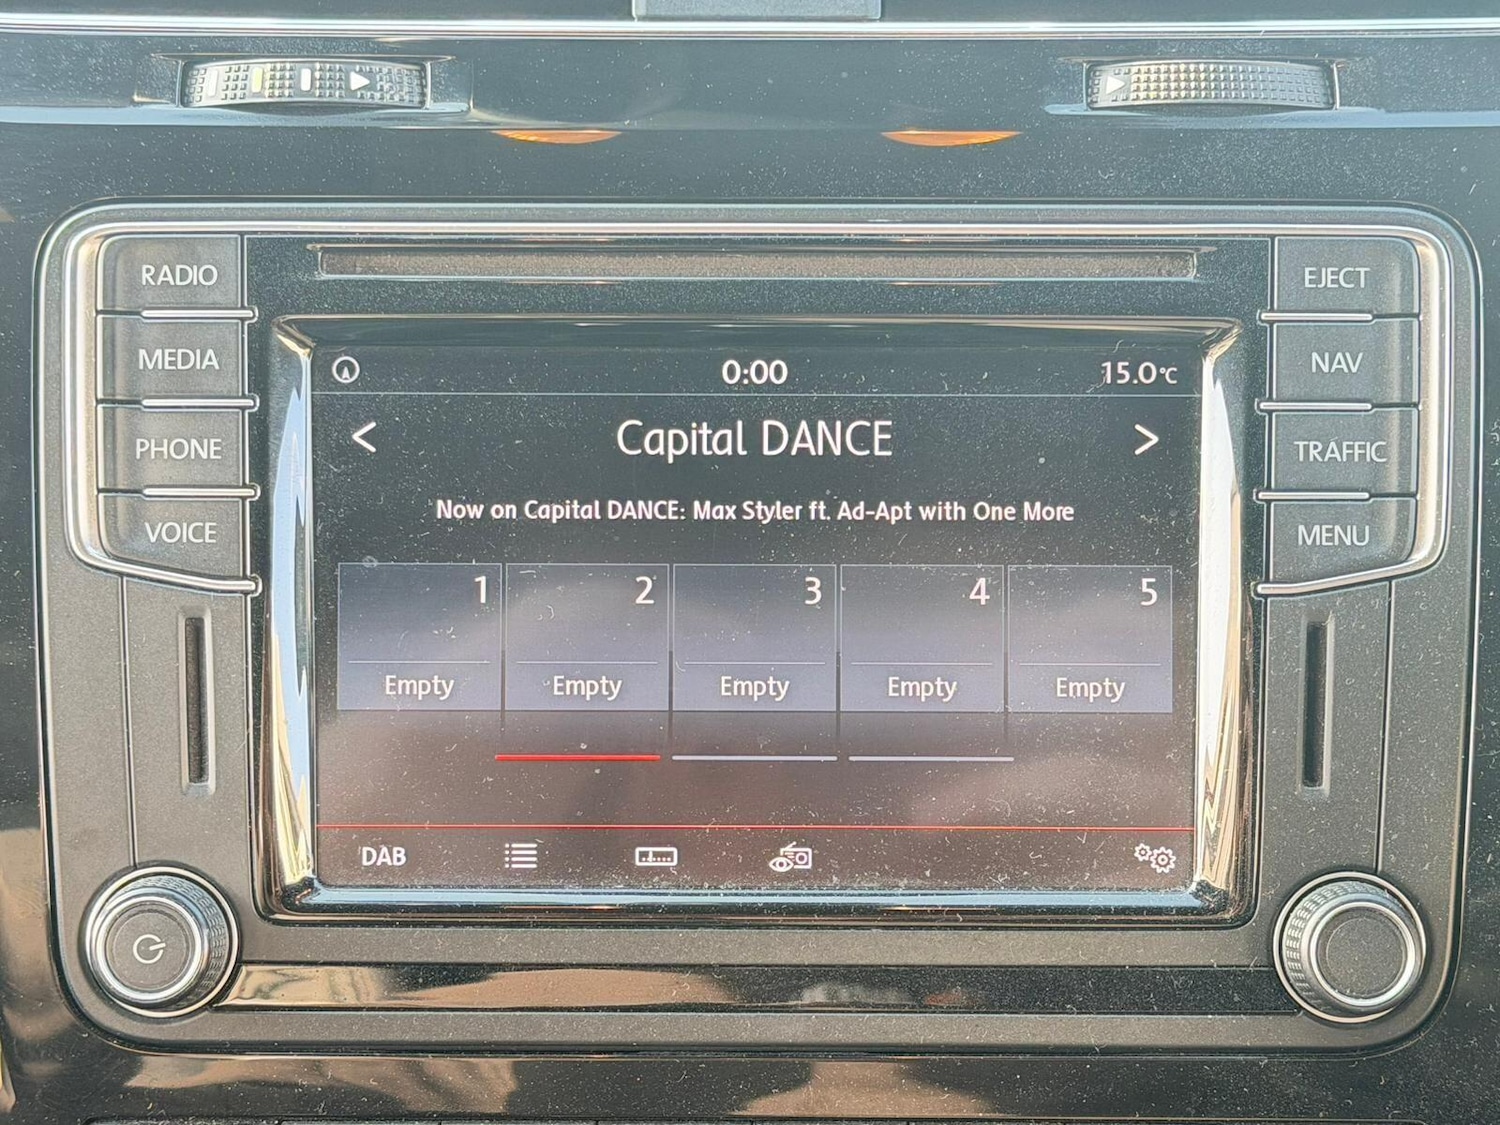 RADIO
MEDIA
PHONE
VOICE
EJECT
NAV
TRAFFIC
MENU
0:00
15.0°C
< Capital DANCE >
Now on Capital DANCE: Max Styler ft. Ad-Apt with One More
1 2 3 4 5
Empty Empty Empty Empty Empty
DAB